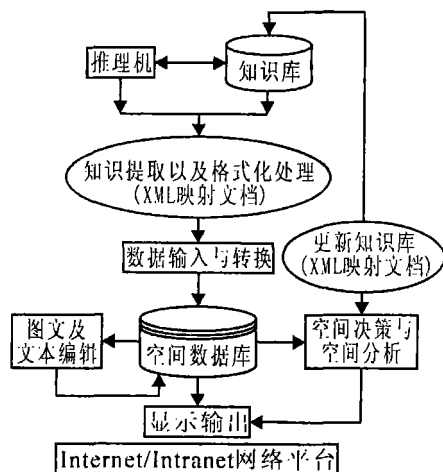 推理机
知识库
知识提取以及格式化处理
(XML映射文档)
数据输入与转换
更新知识库
(XML映射文档)
图文及
文本编辑
空间数据库
空间决策与
空间分析
显示输出
Internet/Intranet网络平台